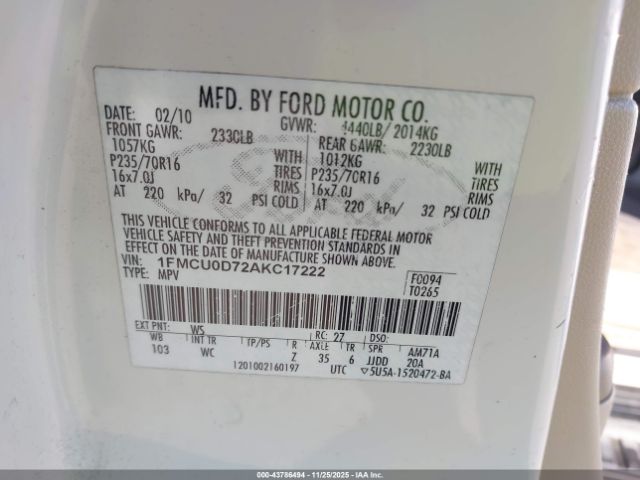 MFD. BY FORD MOTOR CO.
DATE: 02/10 GVWR: 4440LB/ 2014KG
FRONT GAWR: 2330LB REAR GAWR: 2230LB
1057KG WITH 1012KG WITH
P235/70R16 TIRES P235/70R16 TIRES
16x7.0J RIMS 16x7.0J RIMS
AT 220 kPa/ 32 PSI COLD AT 220 kPa/ 32 PSI COLD
THIS VEHICLE CONFORMS TO ALL APPLICABLE FEDERAL MOTOR
VEHICLE SAFETY AND THEFT PREVENTION STANDARDS IN
EFFECT ON THE DATE OF MANUFACTURE SHOWN ABOVE.
VIN: 1FMCU0D72AKC17222 F0094
TYPE: MPV T0265
EXT PNT: WS RC: 27 DSO:
WB INT TR TP/PS R AXLE TR SPR AM71A
103 WC Z 35 6 JJDD 20A
1201002160197 UTC ▽5U5A-1520472-BA
Ford
000-43786494 - 11/25/2025 - IAAI.COM